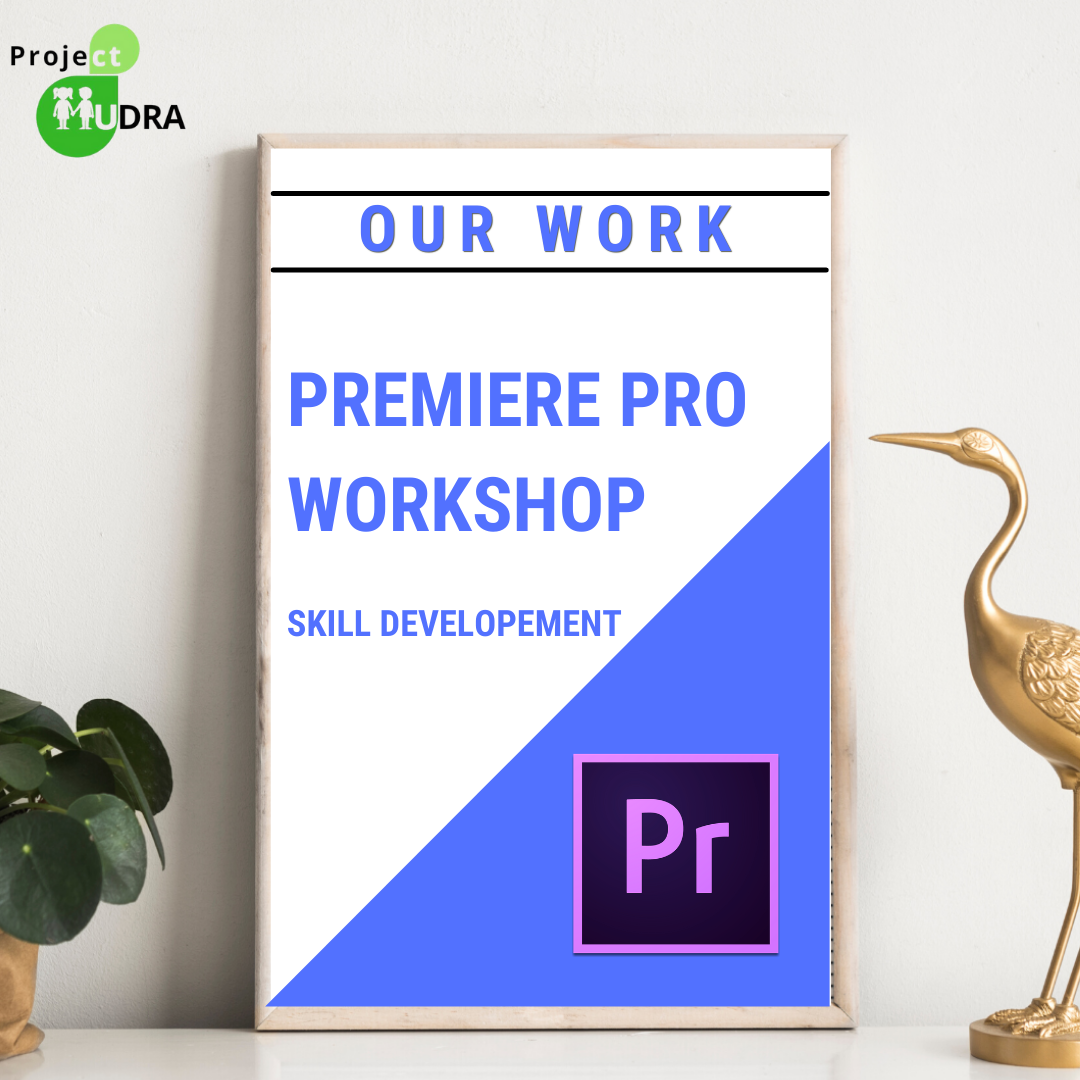 Project
MUDRA
OUR WORK
PREMIERE PRO
WORKSHOP
SKILL DEVELOPEMENT
Pr